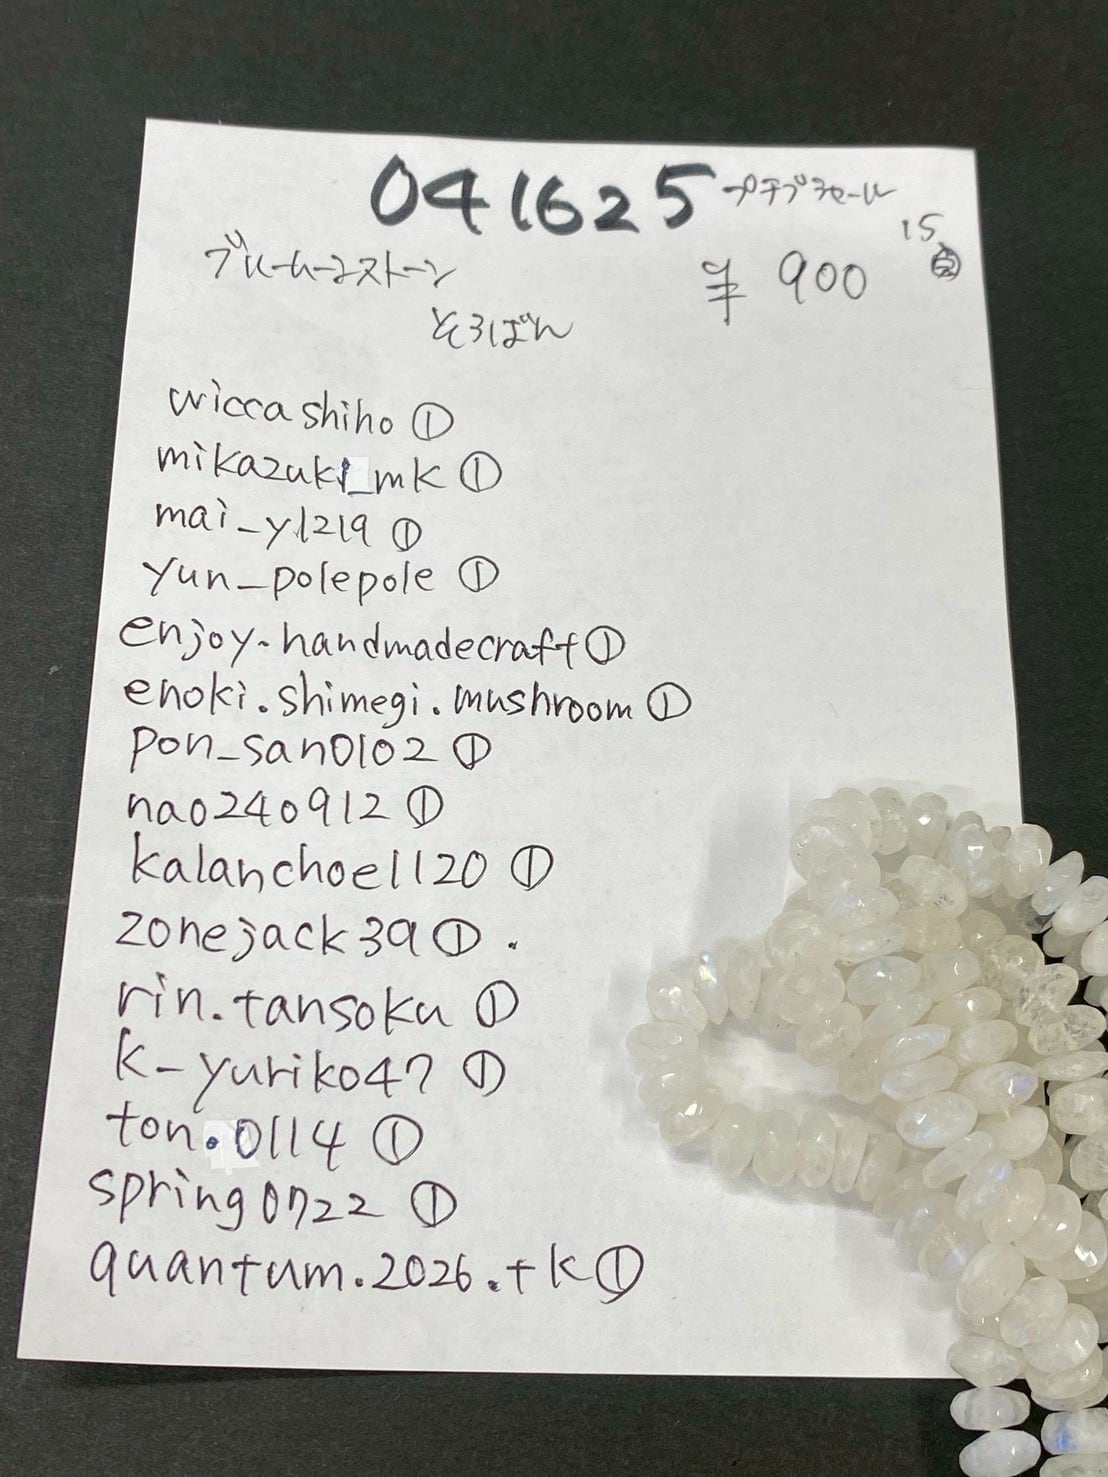 041625 プチプラセール
ブルームーンストーン ¥900 15点
そろばん
wiccashiho ①
mikazuki_mk ①
mai_y1219 ①
yun_polepole ①
enjoy.handmadecraft ①
enoki.shimegi.mushroom ①
pon_san0102 ①
nao240912 ①
kalanchoe1120 ①
zonejack39 ① .
rin.tansoku ①
k-yuriko47 ①
ton.0114 ①
spring0722 ①
quantum.2026.tk ①